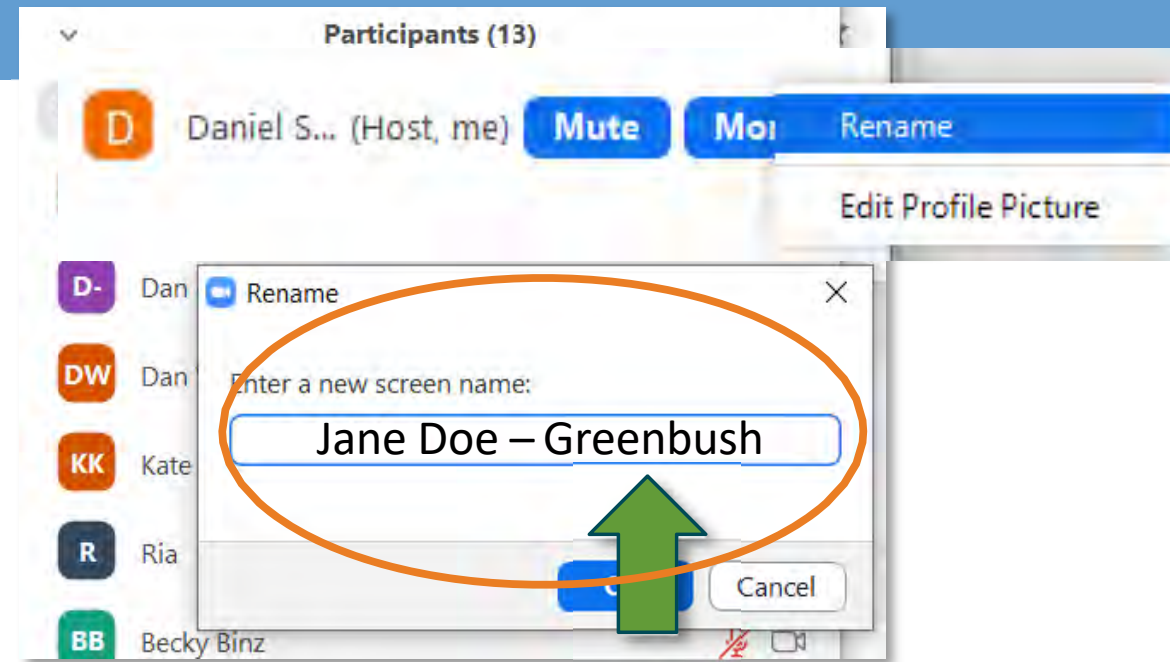 Participants (13)
D Daniel S... (Host, me) Mute
Rename
Edit Profile Picture
D- Dan
Rename
DW Dan
Enter a new screen name:
Jane Doe – Greenbush
KK Kate
R Ria
Cancel
BB Becky Binz